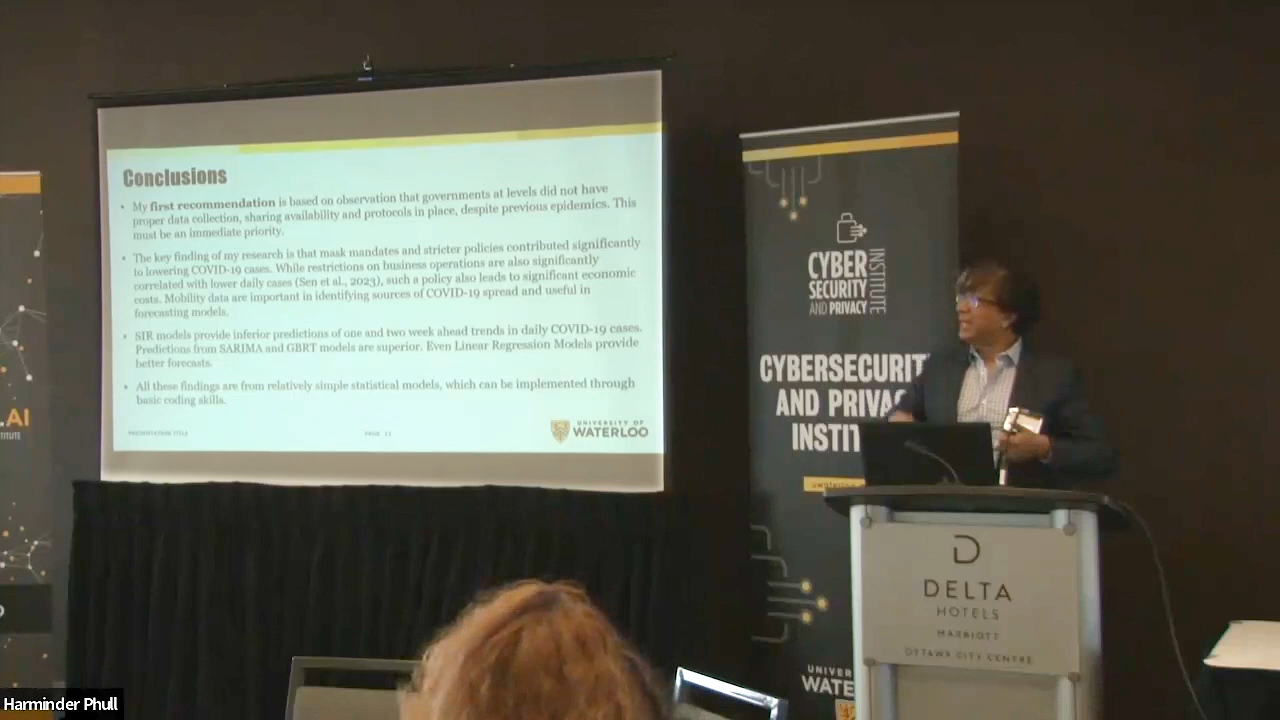 Conclusions
• My first recommendation is based on observation that governments at levels did not have
proper data collection, sharing availability and protocols in place, despite previous epidemics. This
must be an immediate priority.
• The key finding of my research is that mask mandates and stricter policies contributed significantly
to lowering COVID-19 cases. While restrictions on business operations are also significantly
correlated with lower daily cases (Sen et al., 2023), such a policy also leads to significant economic
costs. Mobility data are important in identifying sources of COVID-19 spread and useful in
forecasting models.
• SIR models provide inferior predictions of one and two week ahead trends in daily COVID-19 cases.
Predictions from SARIMA and GBRT models are superior. Even Linear Regression Models provide
better forecasts.
• All these findings are from relatively simple statistical models, which can be implemented through
basic coding skills.
PRESENTATION TITLE
PAGE
UNIVERSITY OF
WATERLOO
.AI
CYBER
SECURITY
AND PRIVACY
INSTITUTE
CYBERSECURIT
AND PRIVAC
INSTIT
UNIVER
WATE
DELTA
HOTELS
MARRIOTT
OTTAWA CITY CENTRE
Harminder Phull